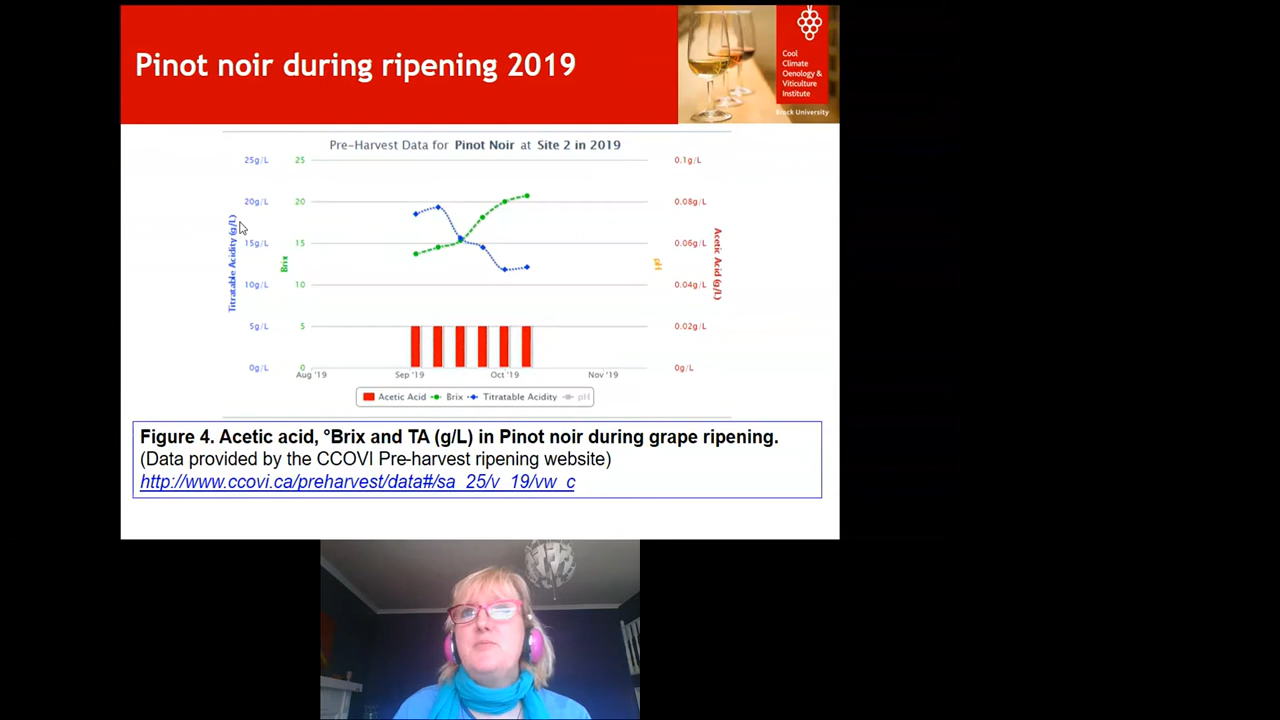 Pinot noir during ripening 2019
Cool
Climate
Oenology &
Viticulture
Institute
Brock University
Pre-Harvest Data for Pinot Noir at Site 2 in 2019
25g/L 25 0.1g/L
20g/L 20 0.08g/L
15g/L 15 0.06g/L
10g/L 10 0.04g/L
5g/L 5 0.02g/L
0g/L 0 0g/L
Titratable Acidity (g/L)
Brix
pH
Acetic Acid (g/L)
Aug '19 Sep '19 Oct '19 Nov '19
Acetic Acid Brix Titratable Acidity pH
Figure 4. Acetic acid, °Brix and TA (g/L) in Pinot noir during grape ripening.
(Data provided by the CCOVI Pre-harvest ripening website)
http://www.ccovi.ca/preharvest/data#/sa_25/v_19/vw_c